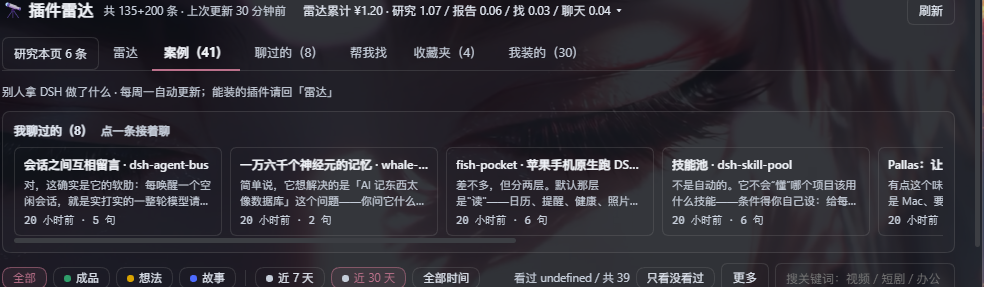 🔭 插件雷达 共 135+200 条 · 上次更新 30 分钟前 雷达累计 ¥1.20 · 研究 1.07 / 报告 0.06 / 找 0.03 / 聊天 0.04 ▾ 刷新
研究本页 6 条 雷达 案例（41） 聊过的（8） 帮我找 收藏夹（4） 我装的（30）
别人拿 DSH 做了什么 · 每周一自动更新；能装的插件请回「雷达」
我聊过的（8） 点一条接着聊
会话之间互相留言 · dsh-agent-bus
对，这确实是它的软肋：每唤醒一个空
闲会话，就是实打实的一整轮模型请...
20 小时前 · 5 句
一万六千个神经元的记忆 · whale-...
简单说，它想解决的是「AI 记东西太
像数据库」这个问题——你问它什么...
20 小时前 · 2 句
fish-pocket · 苹果手机原生跑 DS...
差不多，但分两层。默认那层
是“读”——日历、提醒、健康、照片...
20 小时前 · 6 句
技能池 · dsh-skill-pool
不是自动的。它不会“懂”哪个项目该用
什么技能——条件得你自己设：给每...
20 小时前 · 6 句
Pallas：让
有点这个味
是 Mac、要
20 小时前
全部 成品 想法 故事 近 7 天 近 30 天 全部时间 看过 undefined / 共 39 只看没看过 更多 搜关键词：视频 / 短剧 / 办公